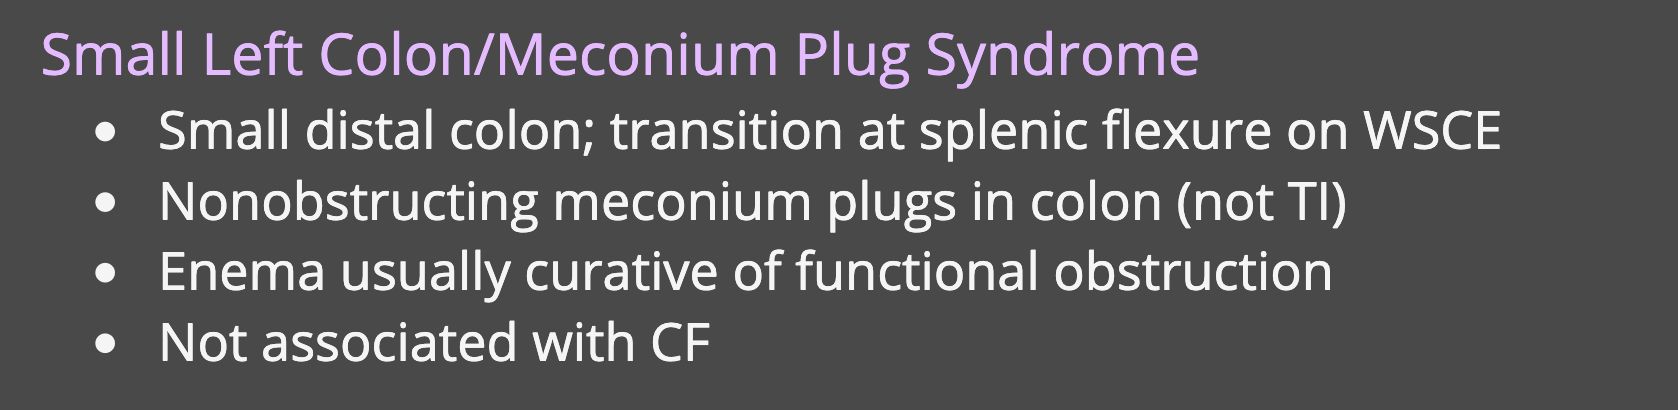 Small Left Colon/Meconium Plug Syndrome
• Small distal colon; transition at splenic flexure on WSCE
• Nonobstructing meconium plugs in colon (not TI)
• Enema usually curative of functional obstruction
• Not associated with CF